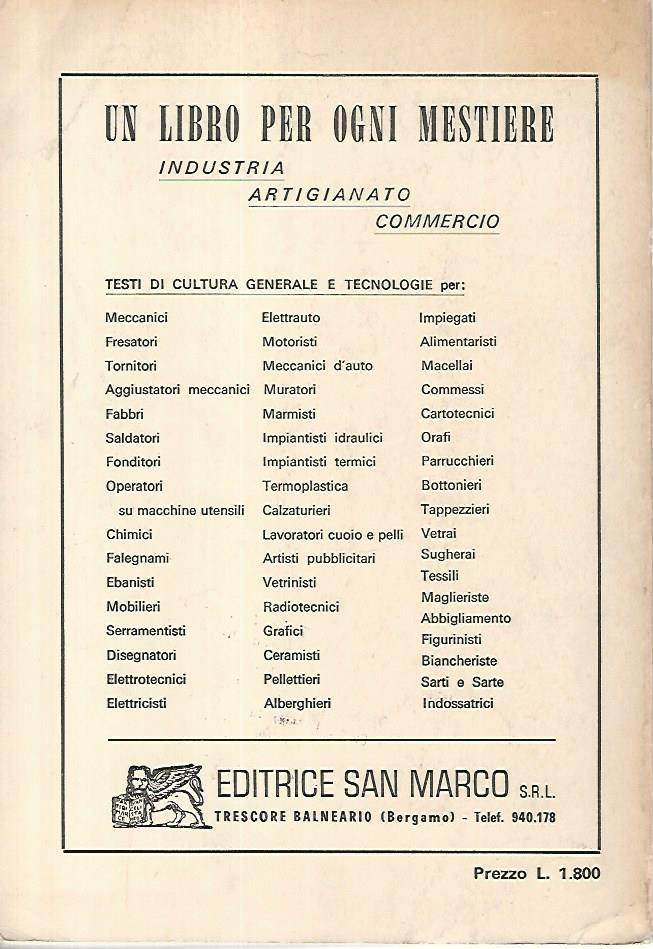 UN LIBRO PER OGNI MESTIERE
INDUSTRIA
ARTIGIANATO
COMMERCIO
TESTI DI CULTURA GENERALE E TECNOLOGIE per:
Meccanici
Fresatori
Tornitori
Aggiustatori meccanici
Fabbri
Saldatori
Fonditori
Operatori
su macchine utensili
Chimici
Falegnami
Ebanisti
Mobilieri
Serramentisti
Disegnatori
Elettrotecnici
Elettricisti
Elettrauto
Motoristi
Meccanici d'auto
Muratori
Marmisti
Impiantisti idraulici
Impiantisti termici
Termoplastica
Calzaturieri
Lavoratori cuoio e pelli
Artisti pubblicitari
Vetrinisti
Radiotecnici
Grafici
Ceramisti
Pellettieri
Alberghieri
Impiegati
Alimentaristi
Macellai
Commessi
Cartotecnici
Orafi
Parrucchieri
Bottonieri
Tappezzieri
Vetrai
Sugherai
Tessili
Maglieriste
Abbigliamento
Figurinisti
Biancheriste
Sarti e Sarte
Indossatrici
EDITRICE SAN MARCO S.R.L.
TRESCORE BALNEARIO (Bergamo) - Telef. 940.178
Prezzo L. 1.800